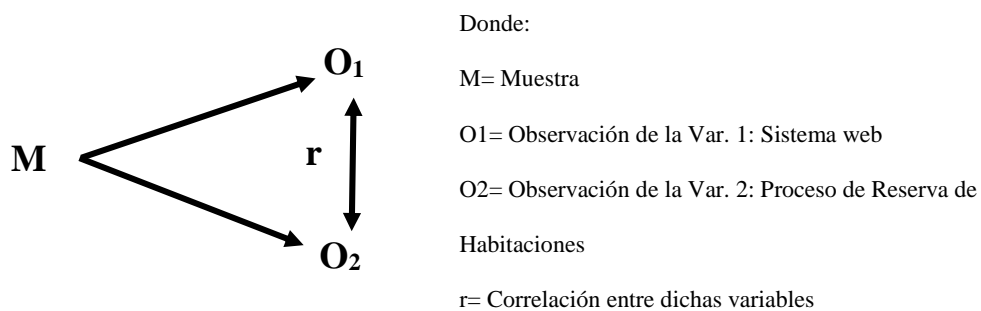 O₁
M
r
O₂
Donde:
M= Muestra
O1= Observación de la Var. 1: Sistema web
O2= Observación de la Var. 2: Proceso de Reserva de
Habitaciones
r= Correlación entre dichas variables